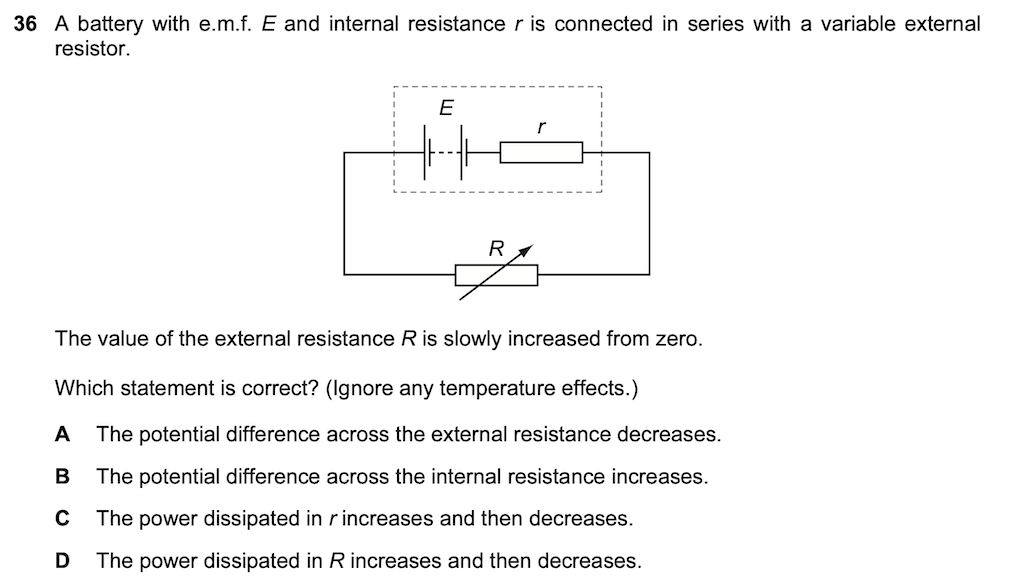 36 A battery with e.m.f. E and internal resistance r is connected in series with a variable external
resistor.
E
r
R
The value of the external resistance R is slowly increased from zero.
Which statement is correct? (Ignore any temperature effects.)
A The potential difference across the external resistance decreases.
B The potential difference across the internal resistance increases.
C The power dissipated in r increases and then decreases.
D The power dissipated in R increases and then decreases.